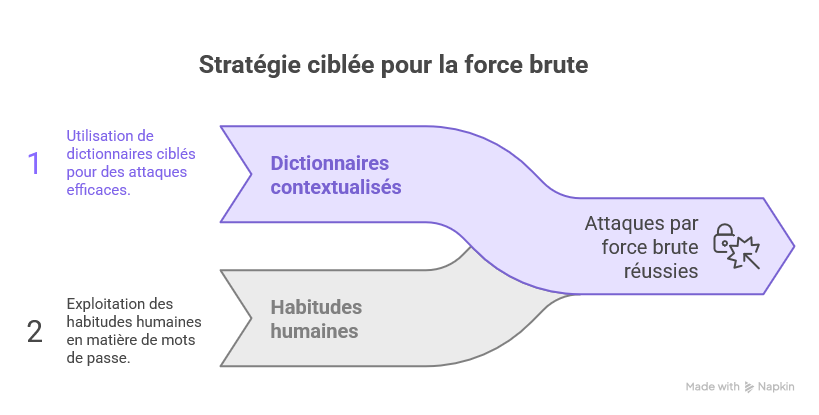 Stratégie ciblée pour la force brute
1
Utilisation de
dictionnaires ciblés
pour des attaques
efficaces.
Dictionnaires
contextualisés
Attaques par
force brute
réussies
2
Exploitation des
habitudes humaines
en matière de mots
de passe.
Habitudes
humaines
Made with Napkin